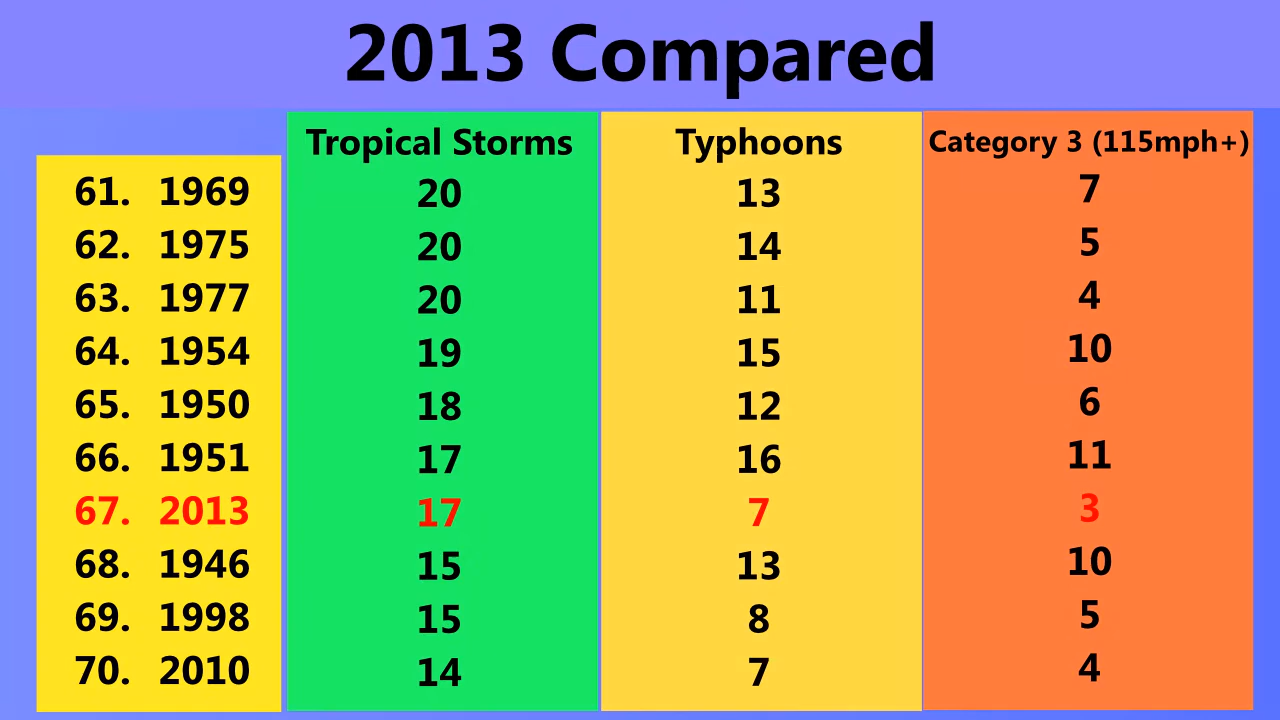 2013 Compared
Tropical Storms Typhoons Category 3 (115mph+)
61. 1969 20 13 7
62. 1975 20 14 5
63. 1977 20 11 4
64. 1954 19 15 10
65. 1950 18 12 6
66. 1951 17 16 11
67. 2013 17 7 3
68. 1946 15 13 10
69. 1998 15 8 5
70. 2010 14 7 4